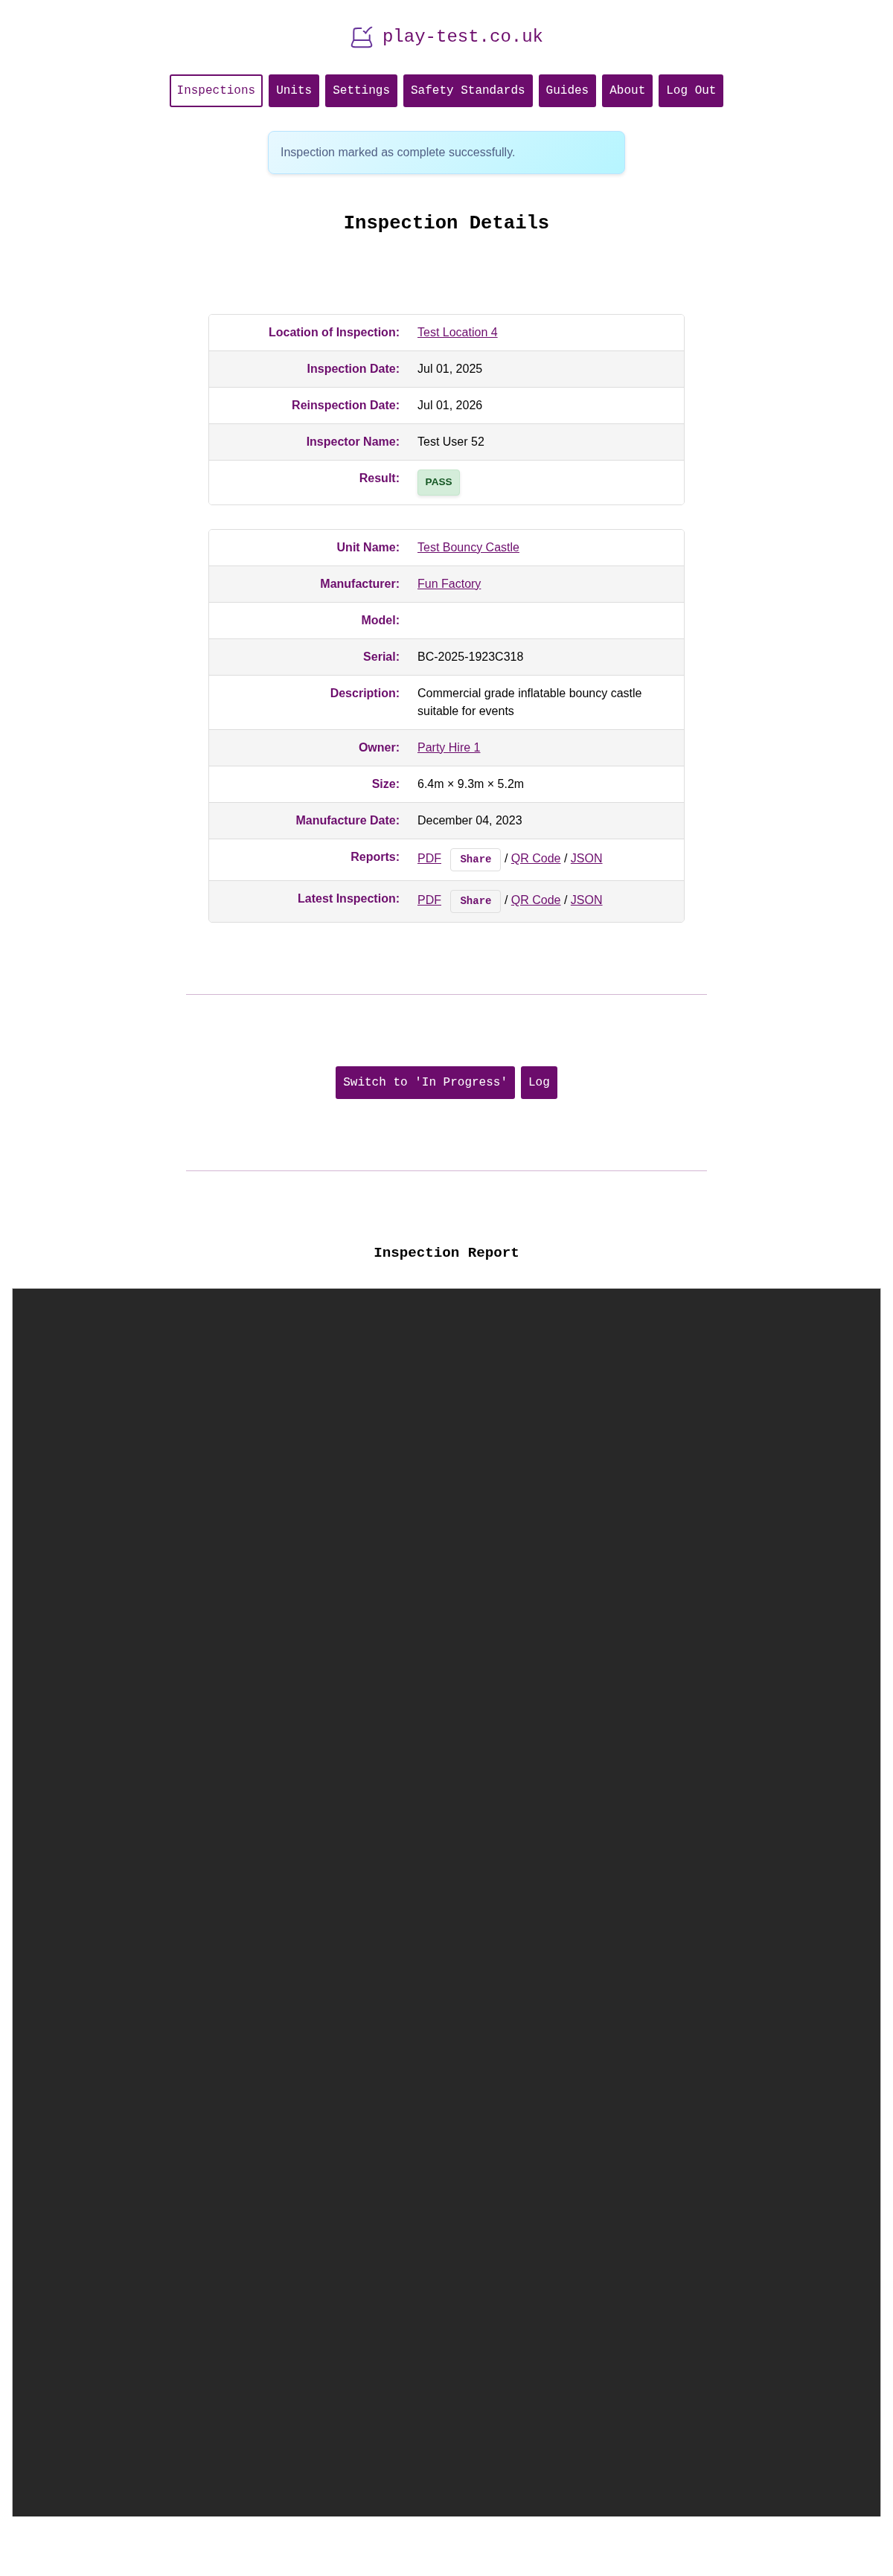 play-test.co.uk
Inspections Units Settings Safety Standards Guides About Log Out
Inspection marked as complete successfully.
Inspection Details
Location of Inspection: Test Location 4
Inspection Date: Jul 01, 2025
Reinspection Date: Jul 01, 2026
Inspector Name: Test User 52
Result: PASS
Unit Name: Test Bouncy Castle
Manufacturer: Fun Factory
Model:
Serial: BC-2025-1923C318
Description: Commercial grade inflatable bouncy castle
suitable for events
Owner: Party Hire 1
Size: 6.4m × 9.3m × 5.2m
Manufacture Date: December 04, 2023
Reports: PDF Share / QR Code / JSON
Latest Inspection: PDF Share / QR Code / JSON
Switch to 'In Progress' Log
Inspection Report